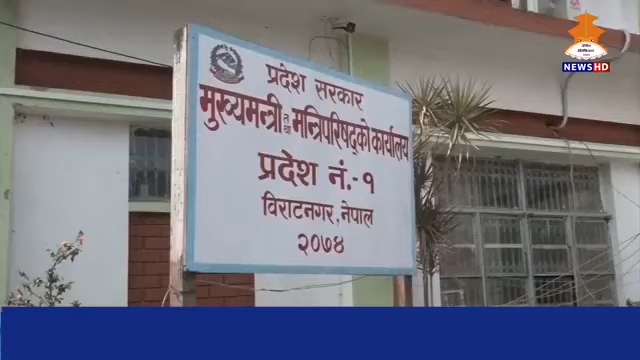 प्रदेश सरकार
मुख्यमन्त्री तथा मन्त्रिपरिषद्को कार्यालय
प्रदेश नं.-१
विराटनगर, नेपाल
२०७४
NEWS HD